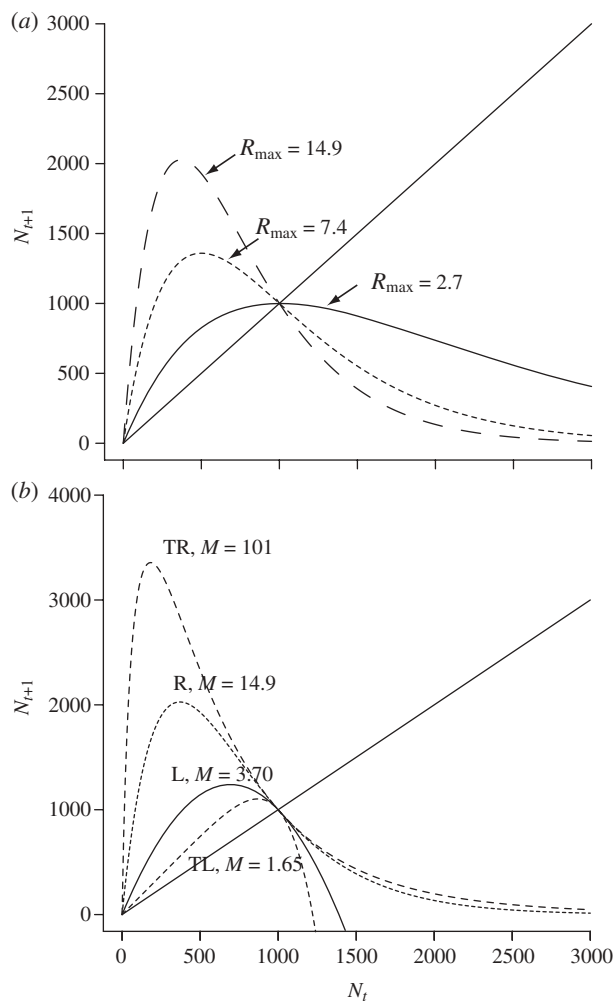 (a)
3000
2500
2000
1500
1000
500
0
N_{t+1}
R_max = 14.9
R_max = 7.4
R_max = 2.7
(b)
4000
3000
2000
1000
0
N_{t+1}
TR, M = 101
R, M = 14.9
L, M = 3.70
TL, M = 1.65
0 500 1000 1500 2000 2500 3000
N_t